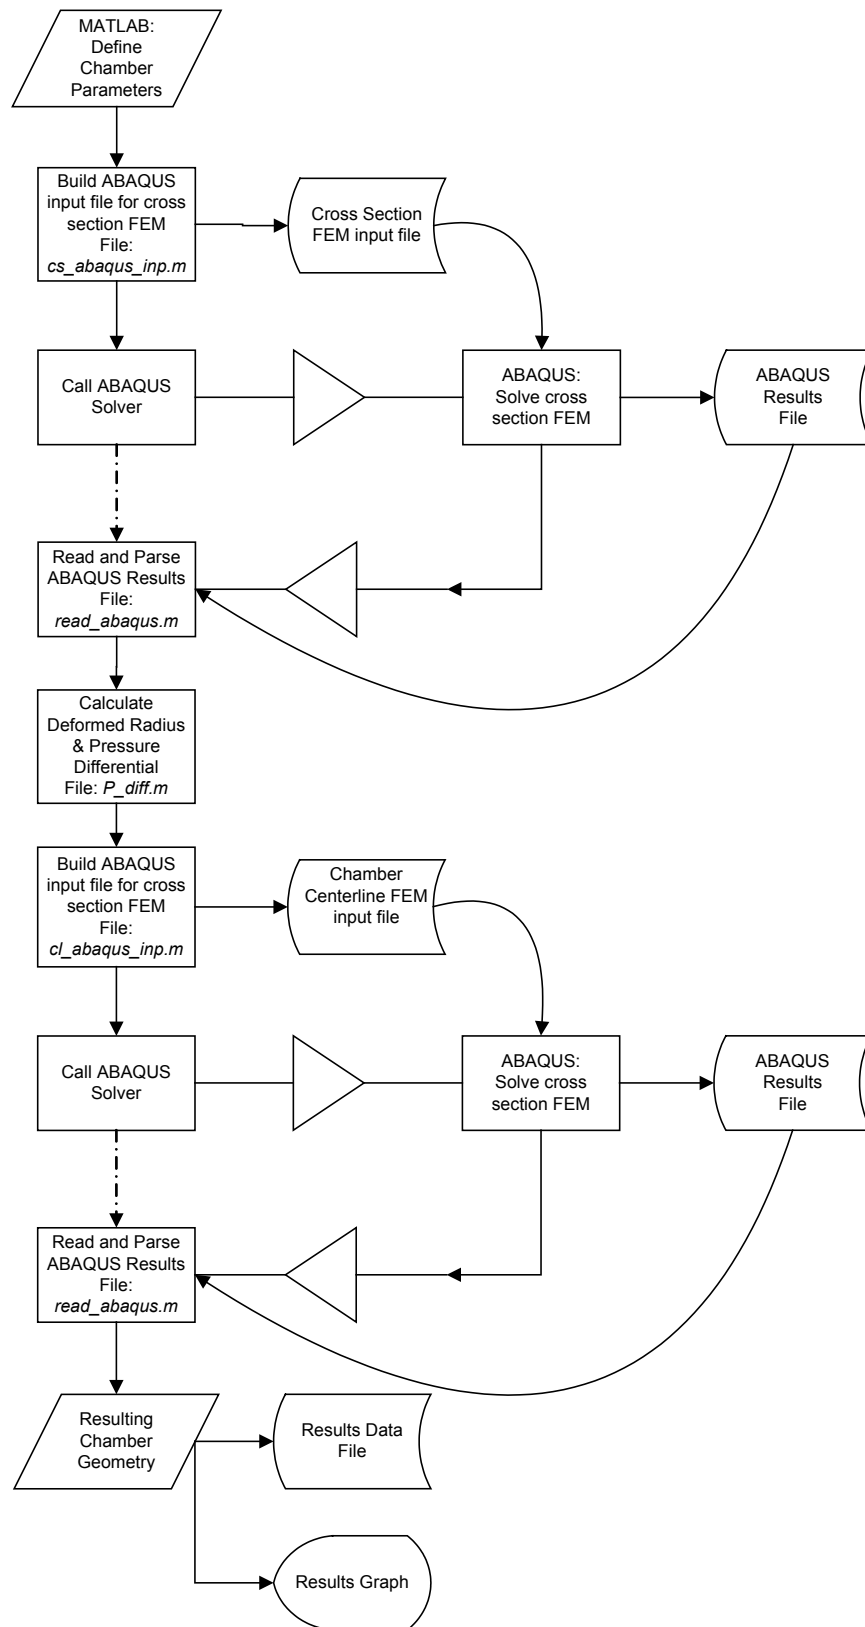 MATLAB:
Define
Chamber
Parameters
Build ABAQUS
input file for cross
section FEM
File:
cs_abaqus_inp.m
Cross Section
FEM input file
Call ABAQUS
Solver
ABAQUS:
Solve cross
section FEM
ABAQUS
Results
File
Read and Parse
ABAQUS Results
File:
read_abaqus.m
Calculate
Deformed Radius
& Pressure
Differential
File: P_diff.m
Build ABAQUS
input file for cross
section FEM
File:
cl_abaqus_inp.m
Chamber
Centerline FEM
input file
Call ABAQUS
Solver
ABAQUS:
Solve cross
section FEM
ABAQUS
Results
File
Read and Parse
ABAQUS Results
File:
read_abaqus.m
Resulting
Chamber
Geometry
Results Data
File
Results Graph